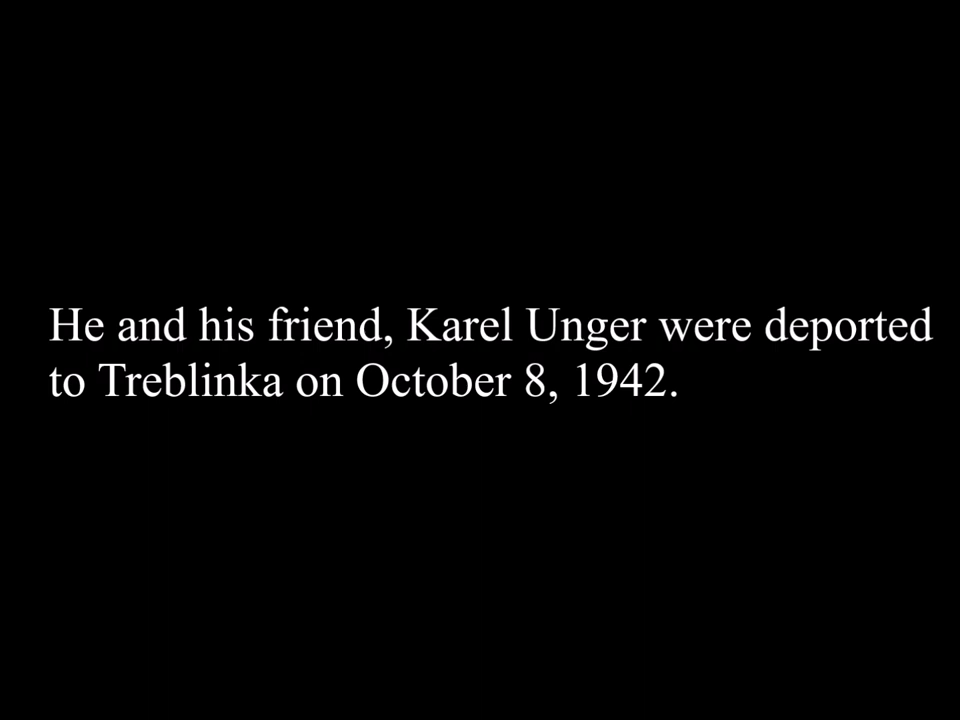 He and his friend, Karel Unger were deported
to Treblinka on October 8, 1942.